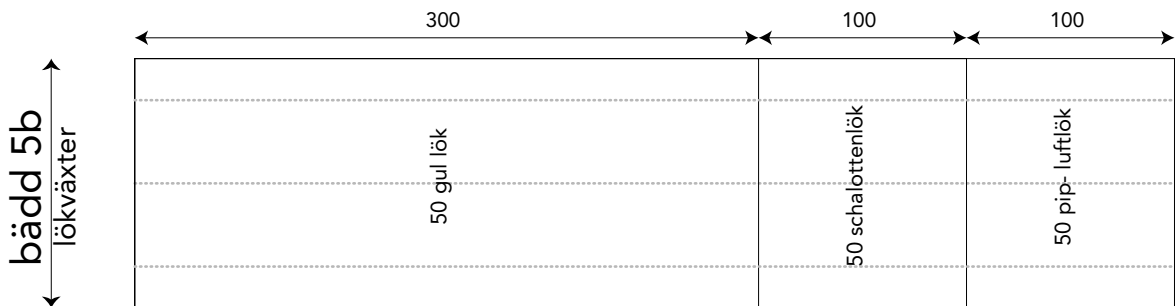 300
100
100
bädd 5b
lökväxter
50 gul lök
50 schalottenlök
50 pip- luftlök